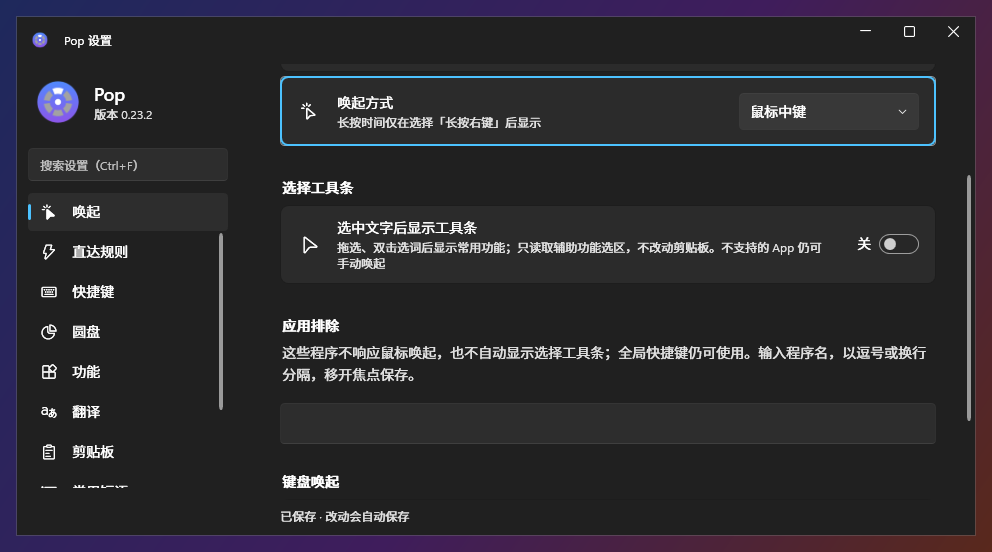 Pop 设置
Pop
版本 0.23.2
搜索设置（Ctrl+F）
唤起
直达规则
快捷键
圆盘
功能
翻译
剪贴板
唤起方式
长按时间仅在选择「长按右键」后显示
鼠标中键
选择工具条
选中文字后显示工具条
拖选、双击选词后显示常用功能；只读取辅助功能选区，不改动剪贴板。不支持的 App 仍可
手动唤起
关
应用排除
这些程序不响应鼠标唤起，也不自动显示选择工具条；全局快捷键仍可使用。输入程序名，以逗号或换行
分隔，移开焦点保存。
键盘唤起
已保存 · 改动会自动保存